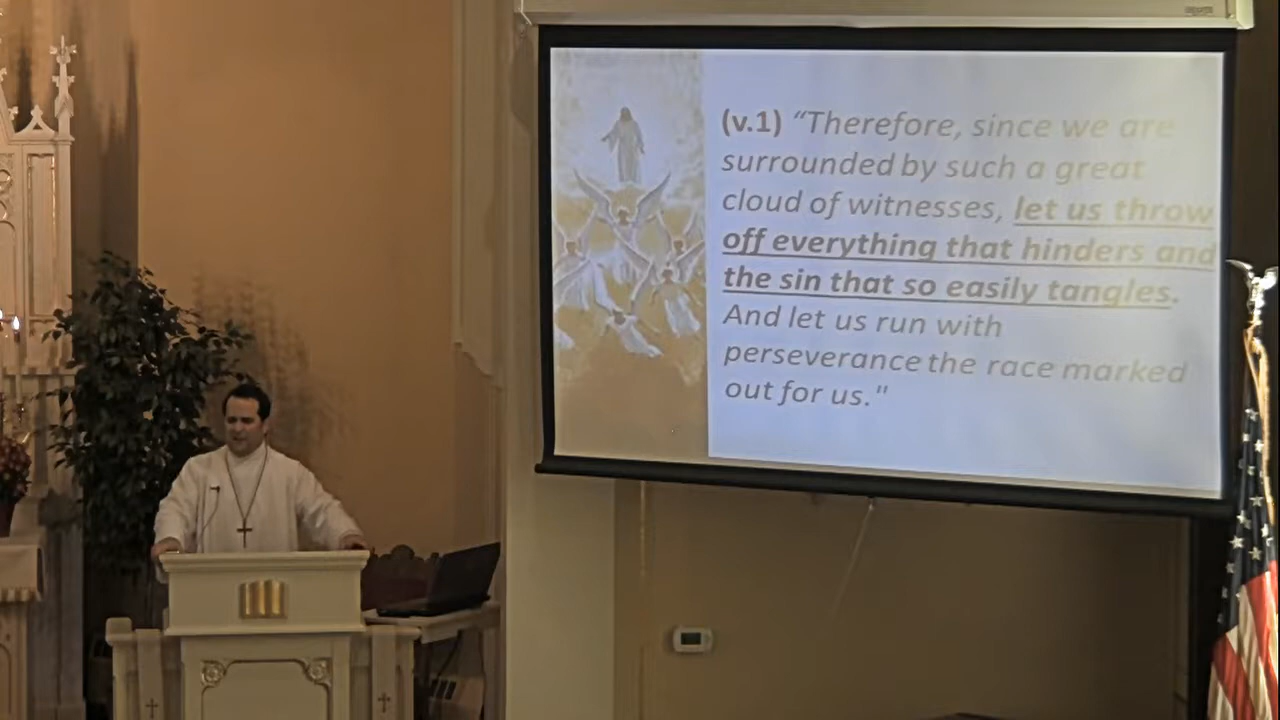 (v.1) “Therefore, since we are
surrounded by such a great
cloud of witnesses, let us throw
off everything that hinders and
the sin that so easily tangles.
And let us run with
perseverance the race marked
out for us."